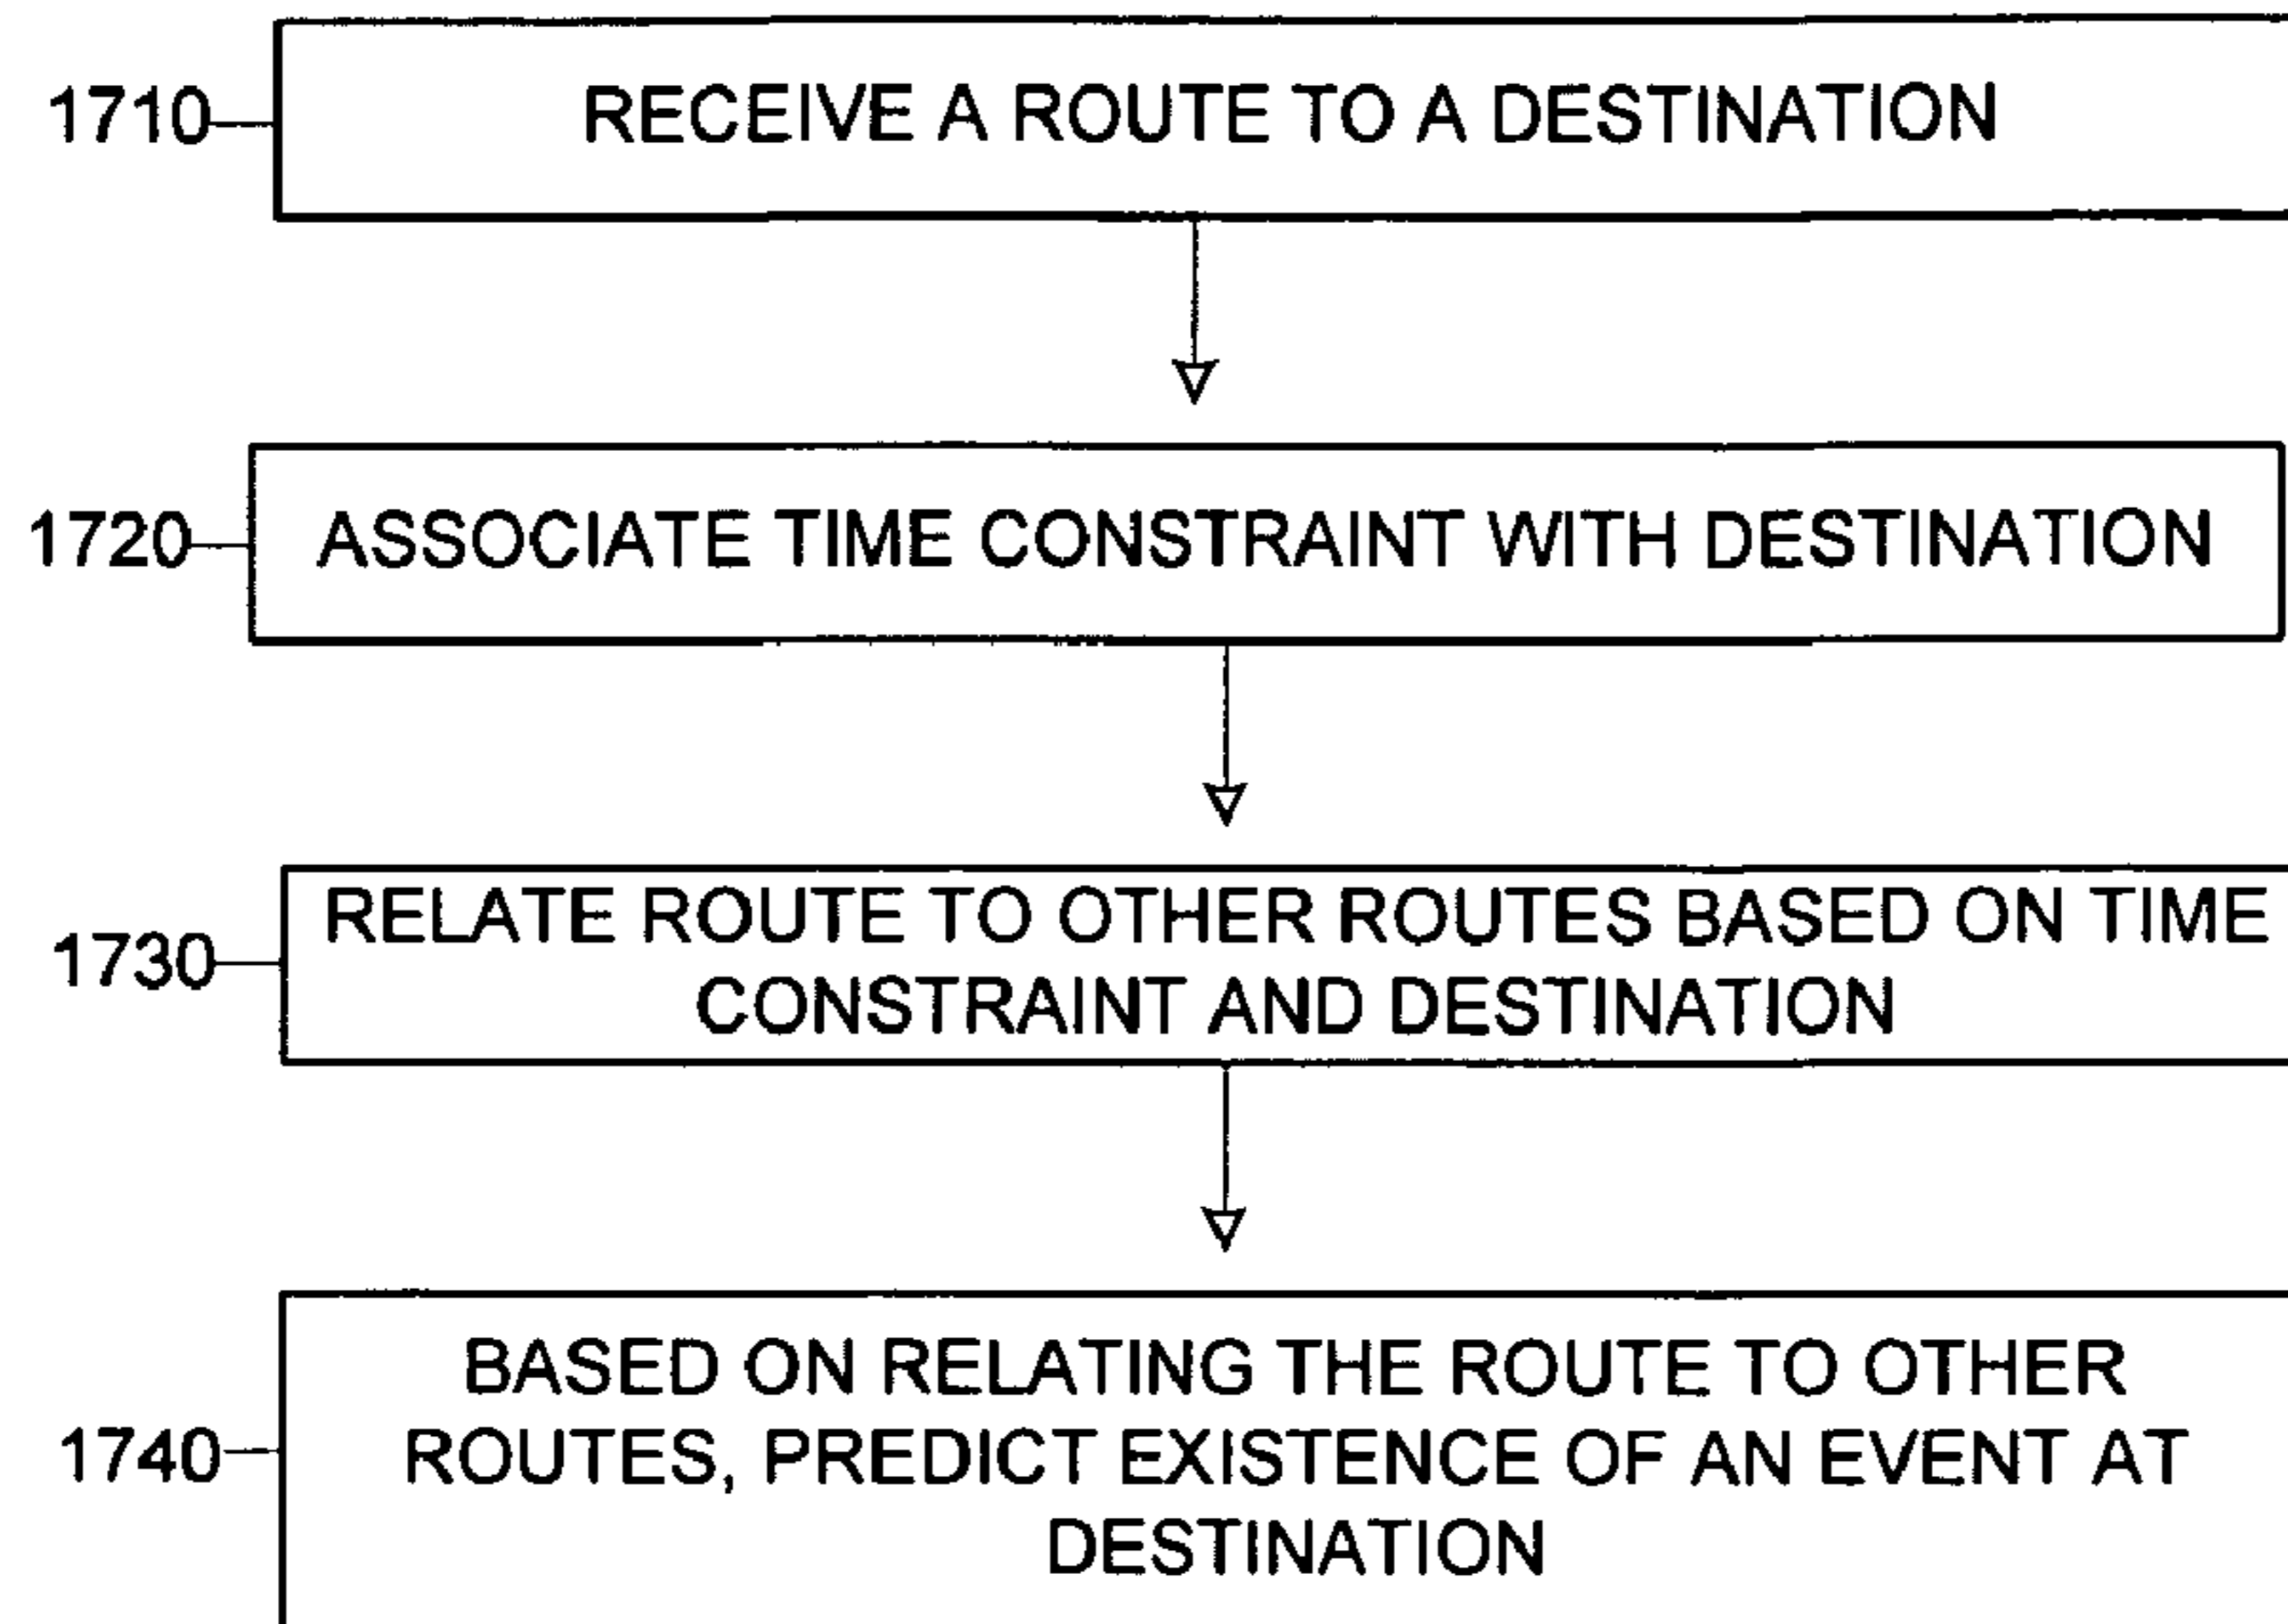 1710
RECEIVE A ROUTE TO A DESTINATION
1720
ASSOCIATE TIME CONSTRAINT WITH DESTINATION
1730
RELATE ROUTE TO OTHER ROUTES BASED ON TIME
CONSTRAINT AND DESTINATION
1740
BASED ON RELATING THE ROUTE TO OTHER
ROUTES, PREDICT EXISTENCE OF AN EVENT AT
DESTINATION